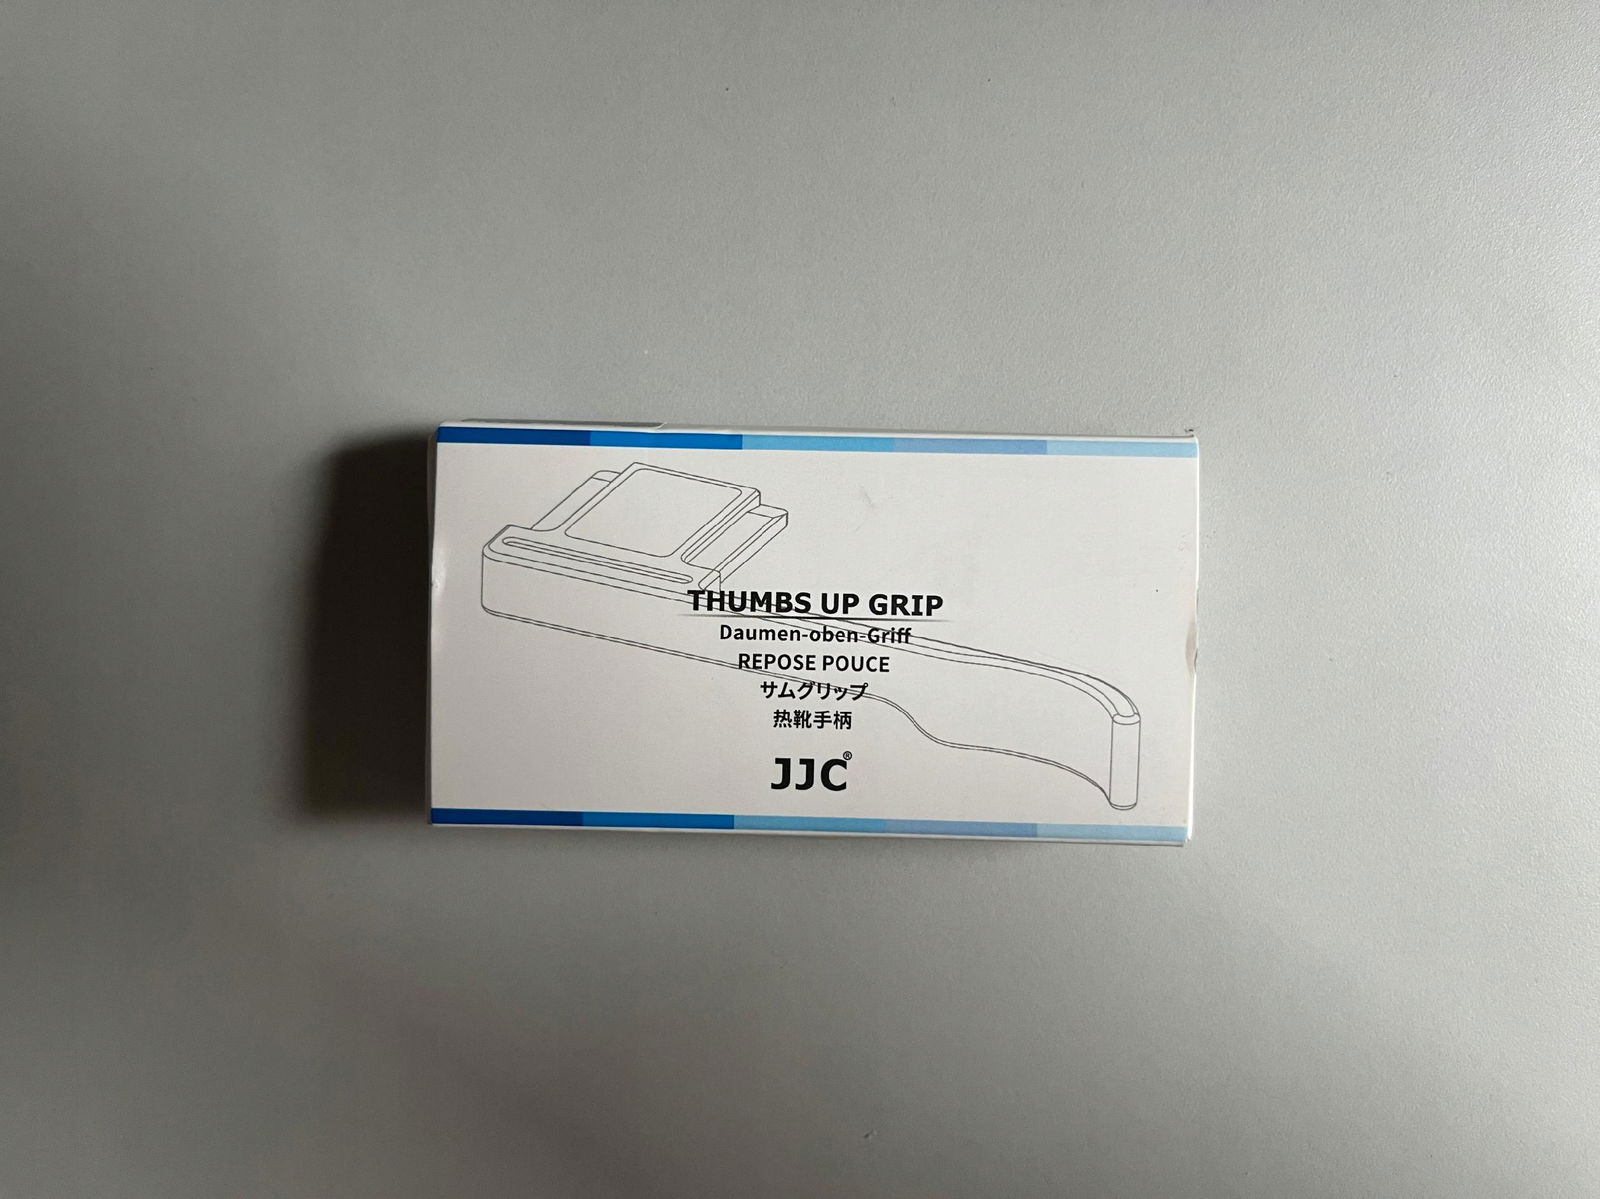 THUMBS UP GRIP
Daumen-oben-Griff
REPOSE POUCE
サムグリップ
热靴手柄
JJC®